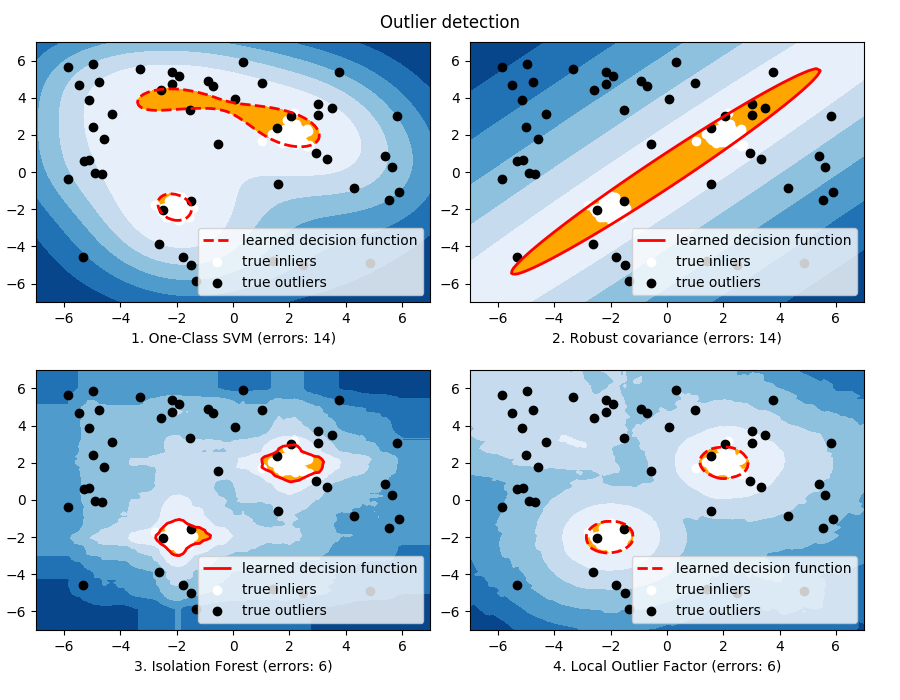 Outlier detection
6
4
2
0
−2
−4
−6
learned decision function
true inliers
true outliers
−6 −4 −2 0 2 4 6
1. One-Class SVM (errors: 14)
6
4
2
0
−2
−4
−6
learned decision function
true inliers
true outliers
−6 −4 −2 0 2 4 6
2. Robust covariance (errors: 14)
6
4
2
0
−2
−4
−6
learned decision function
true inliers
true outliers
−6 −4 −2 0 2 4 6
3. Isolation Forest (errors: 6)
6
4
2
0
−2
−4
−6
learned decision function
true inliers
true outliers
−6 −4 −2 0 2 4 6
4. Local Outlier Factor (errors: 6)